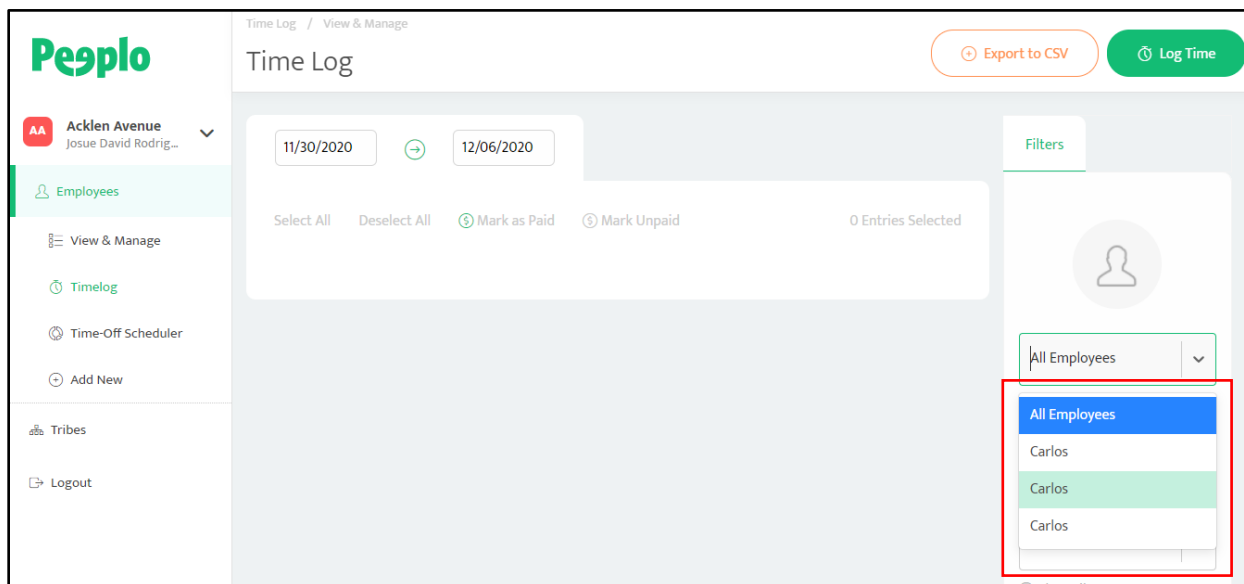 Time Log / View & Manage
Peeplo
Time Log
Export to CSV
Log Time
AA
Acklen Avenue
Josue David Rodrig...
11/30/2020
12/06/2020
Filters
Employees
Select All
Deselect All
Mark as Paid
Mark Unpaid
0 Entries Selected
View & Manage
Timelog
Time-Off Scheduler
All Employees
Add New
All Employees
Tribes
Carlos
Logout
Carlos
Carlos